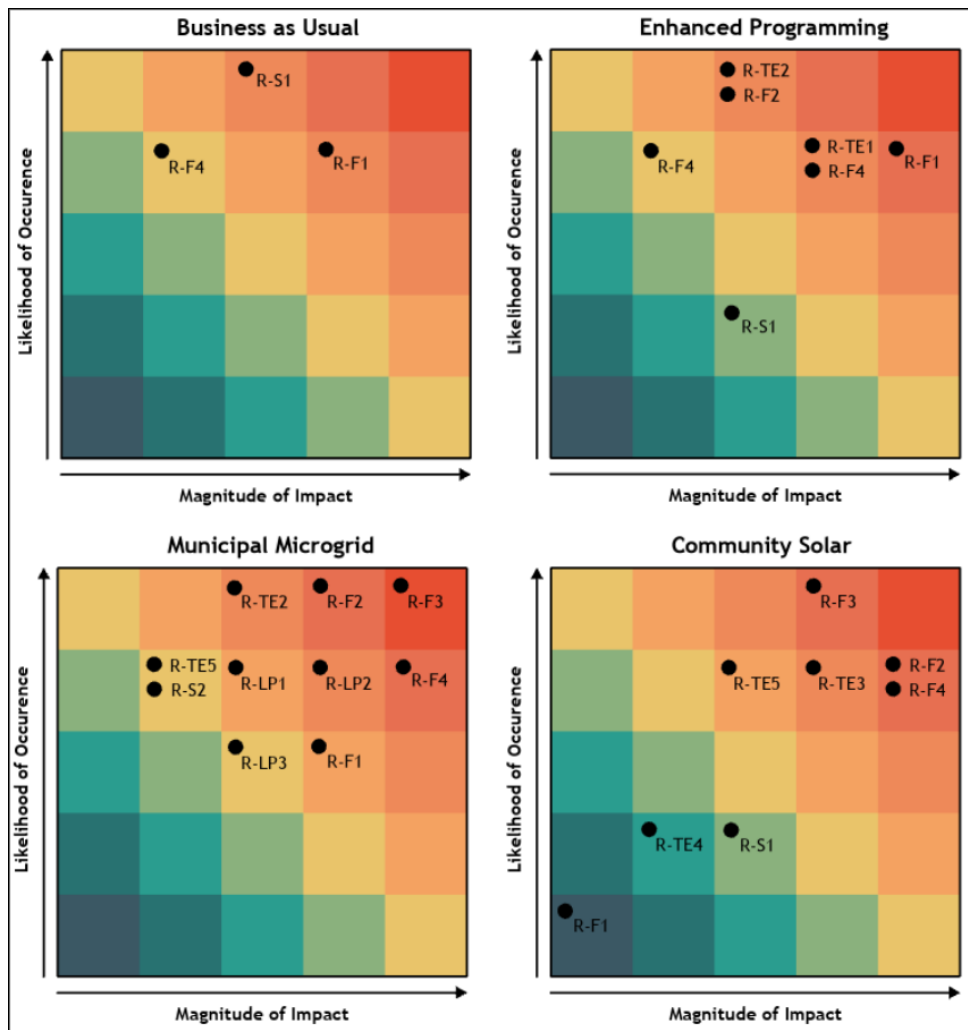 Business as Usual
Likelihood of Occurence
R-S1
R-F4
R-F1
Magnitude of Impact
Enhanced Programming
Likelihood of Occurence
R-TE2
R-F2
R-F4
R-TE1
R-F4
R-F1
R-S1
Magnitude of Impact
Municipal Microgrid
Likelihood of Occurence
R-TE2
R-F2
R-F3
R-TE5
R-S2
R-LP1
R-LP2
R-F4
R-LP3
R-F1
Magnitude of Impact
Community Solar
Likelihood of Occurence
R-F3
R-TE5
R-TE3
R-F2
R-F4
R-TE4
R-S1
R-F1
Magnitude of Impact